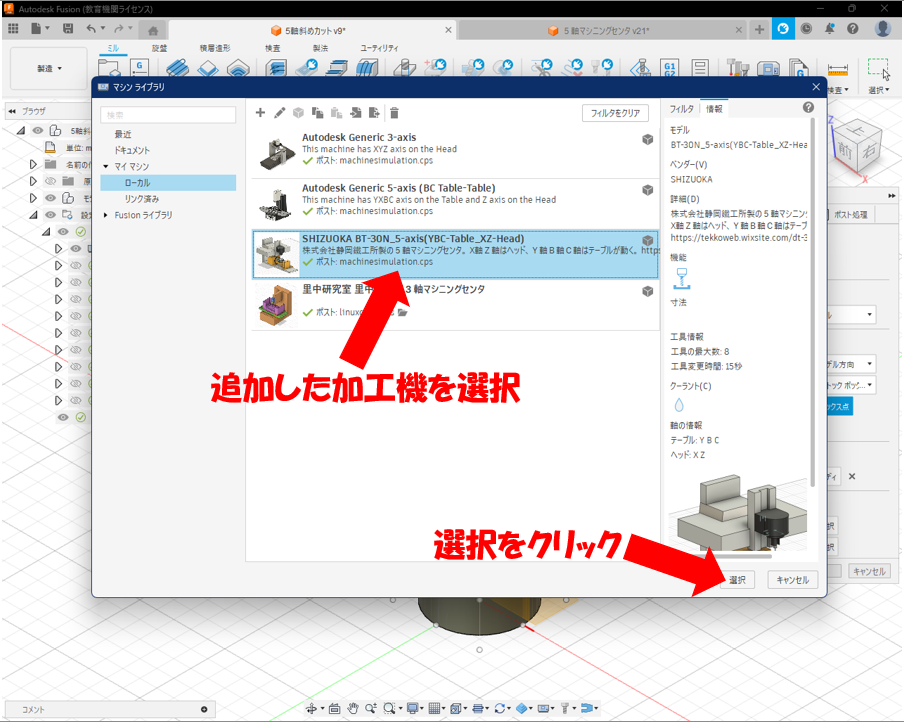 Autodesk Fusion (教育機関ライセンス)
5軸斜めカット v9*
5 軸マシニングセンタ v21*
ミル
旋盤
積層造形
検査
製法
ユーティリティ
製造
G1
G2
検査
選択
マシン ライブラリ
ブラウザ
検索
最近
ドキュメント
マイ マシン
ローカル
リンク済み
Fusion ライブラリ
フィルタをクリア
Autodesk Generic 3-axis
This machine has XYZ axis on the Head
ポスト: machinesimulation.cps
Autodesk Generic 5-axis (BC Table-Table)
This machine has YXBC axis on the Table and Z axis on the Head
ポスト: machinesimulation.cps
SHIZUOKA BT-30N_5-axis(YBC-Table_XZ-Head)
株式会社静岡鐵工所製の５軸マシニングセンタ。X軸Ｚ軸はヘッド、Ｙ軸Ｂ軸Ｃ軸はテーブルが動く。
ポスト: machinesimulation.cps
里中研究室 里中
3 軸マシニングセンタ
追加した加工機を選択
選択をクリック
フィルタ
情報
モデル
BT-30N_5-axis(YBC-Table_XZ-Hea
ベンダー(V)
SHIZUOKA
詳細(D)
株式会社静岡鐵工所製の５軸マシニン
X軸Ｚ軸はヘッド、Ｙ軸Ｂ軸Ｃ軸はテー
https://tekkoweb.wixsite.com/dt-3
機能
寸法
工具情報
工具の最大数: 8
工具変更時間: 15秒
クーラント(C)
軸の情報
テーブル: Y B C
ヘッド: X Z
選択
キャンセル
Z
上
前
右
X
ポスト処理
デル方向
トック ボッ...
ックス点
キャンセル
コメント